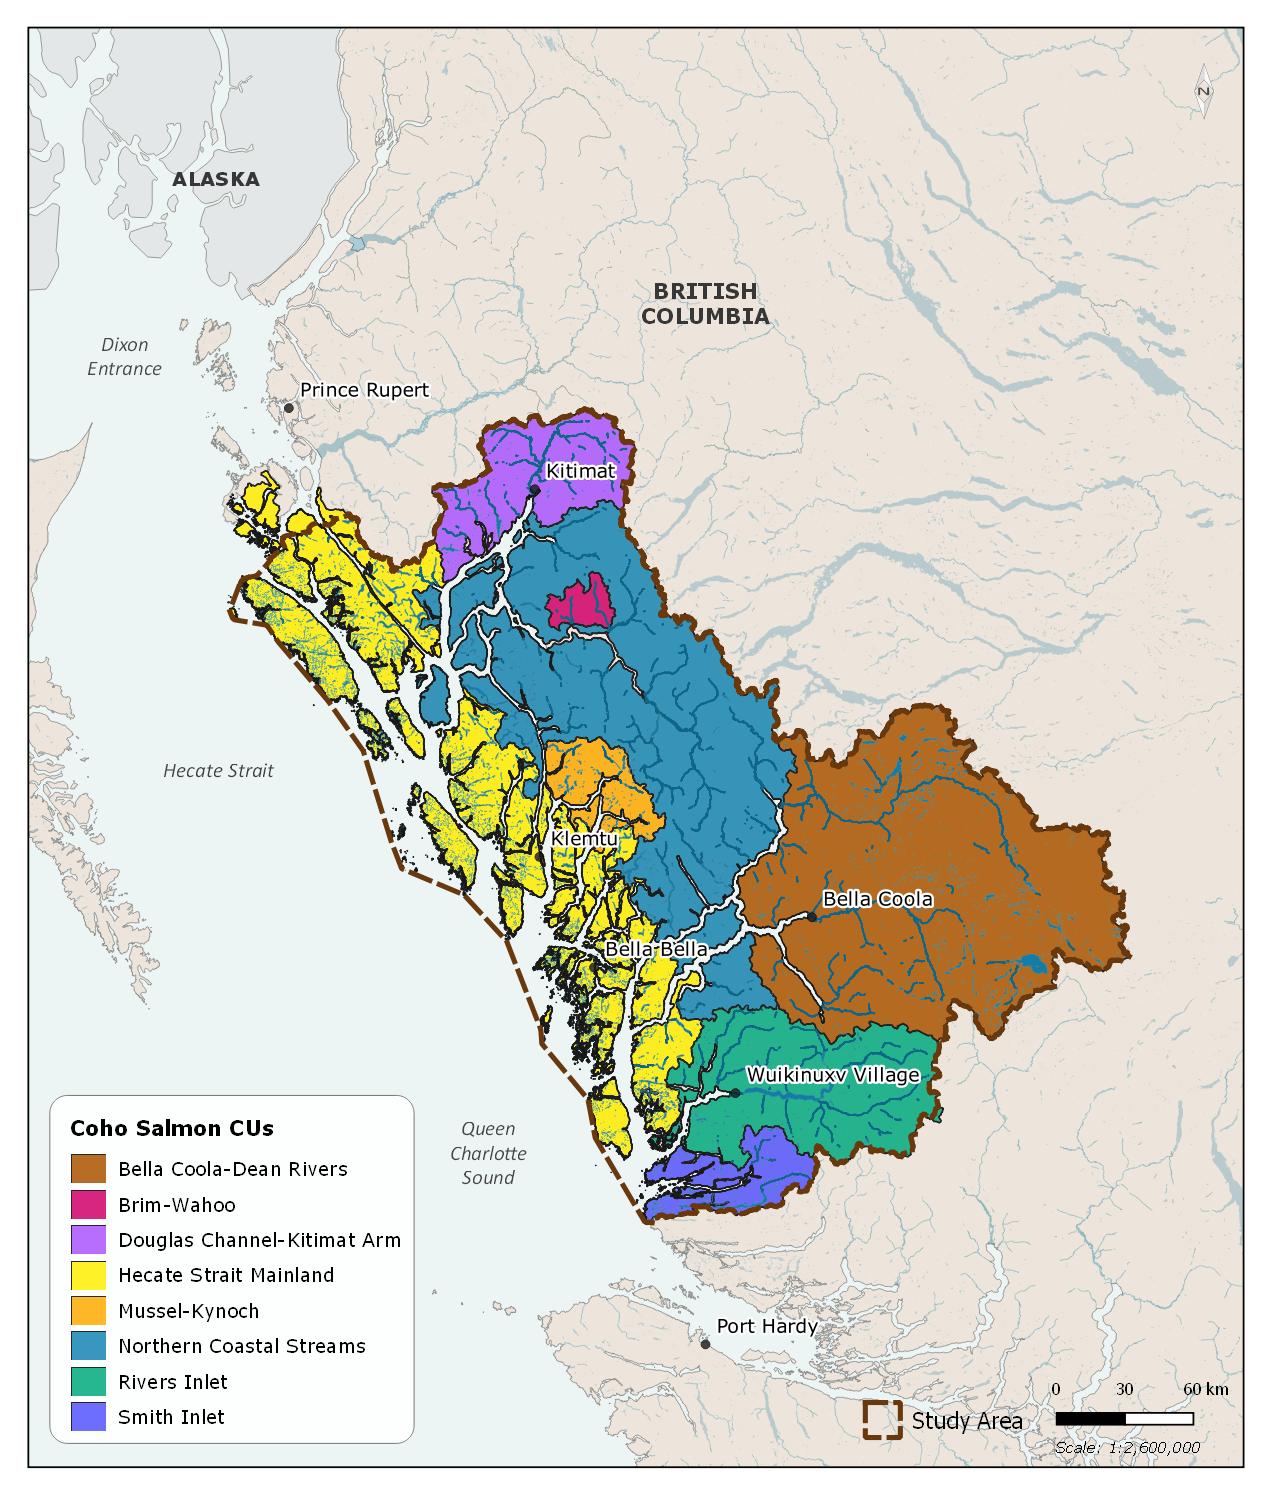 N
ALASKA
BRITISH
COLUMBIA
Dixon
Entrance
Prince Rupert
Kitimat
Hecate Strait
Klemtu
Bella Coola
Bella Bella
Wuikinuxv Village
Queen
Charlotte
Sound
Coho Salmon CUs
Bella Coola-Dean Rivers
Brim-Wahoo
Douglas Channel-Kitimat Arm
Hecate Strait Mainland
Mussel-Kynoch
Northern Coastal Streams
Rivers Inlet
Smith Inlet
Port Hardy
0 30 60 km
Study Area
Scale: 1:2,600,000